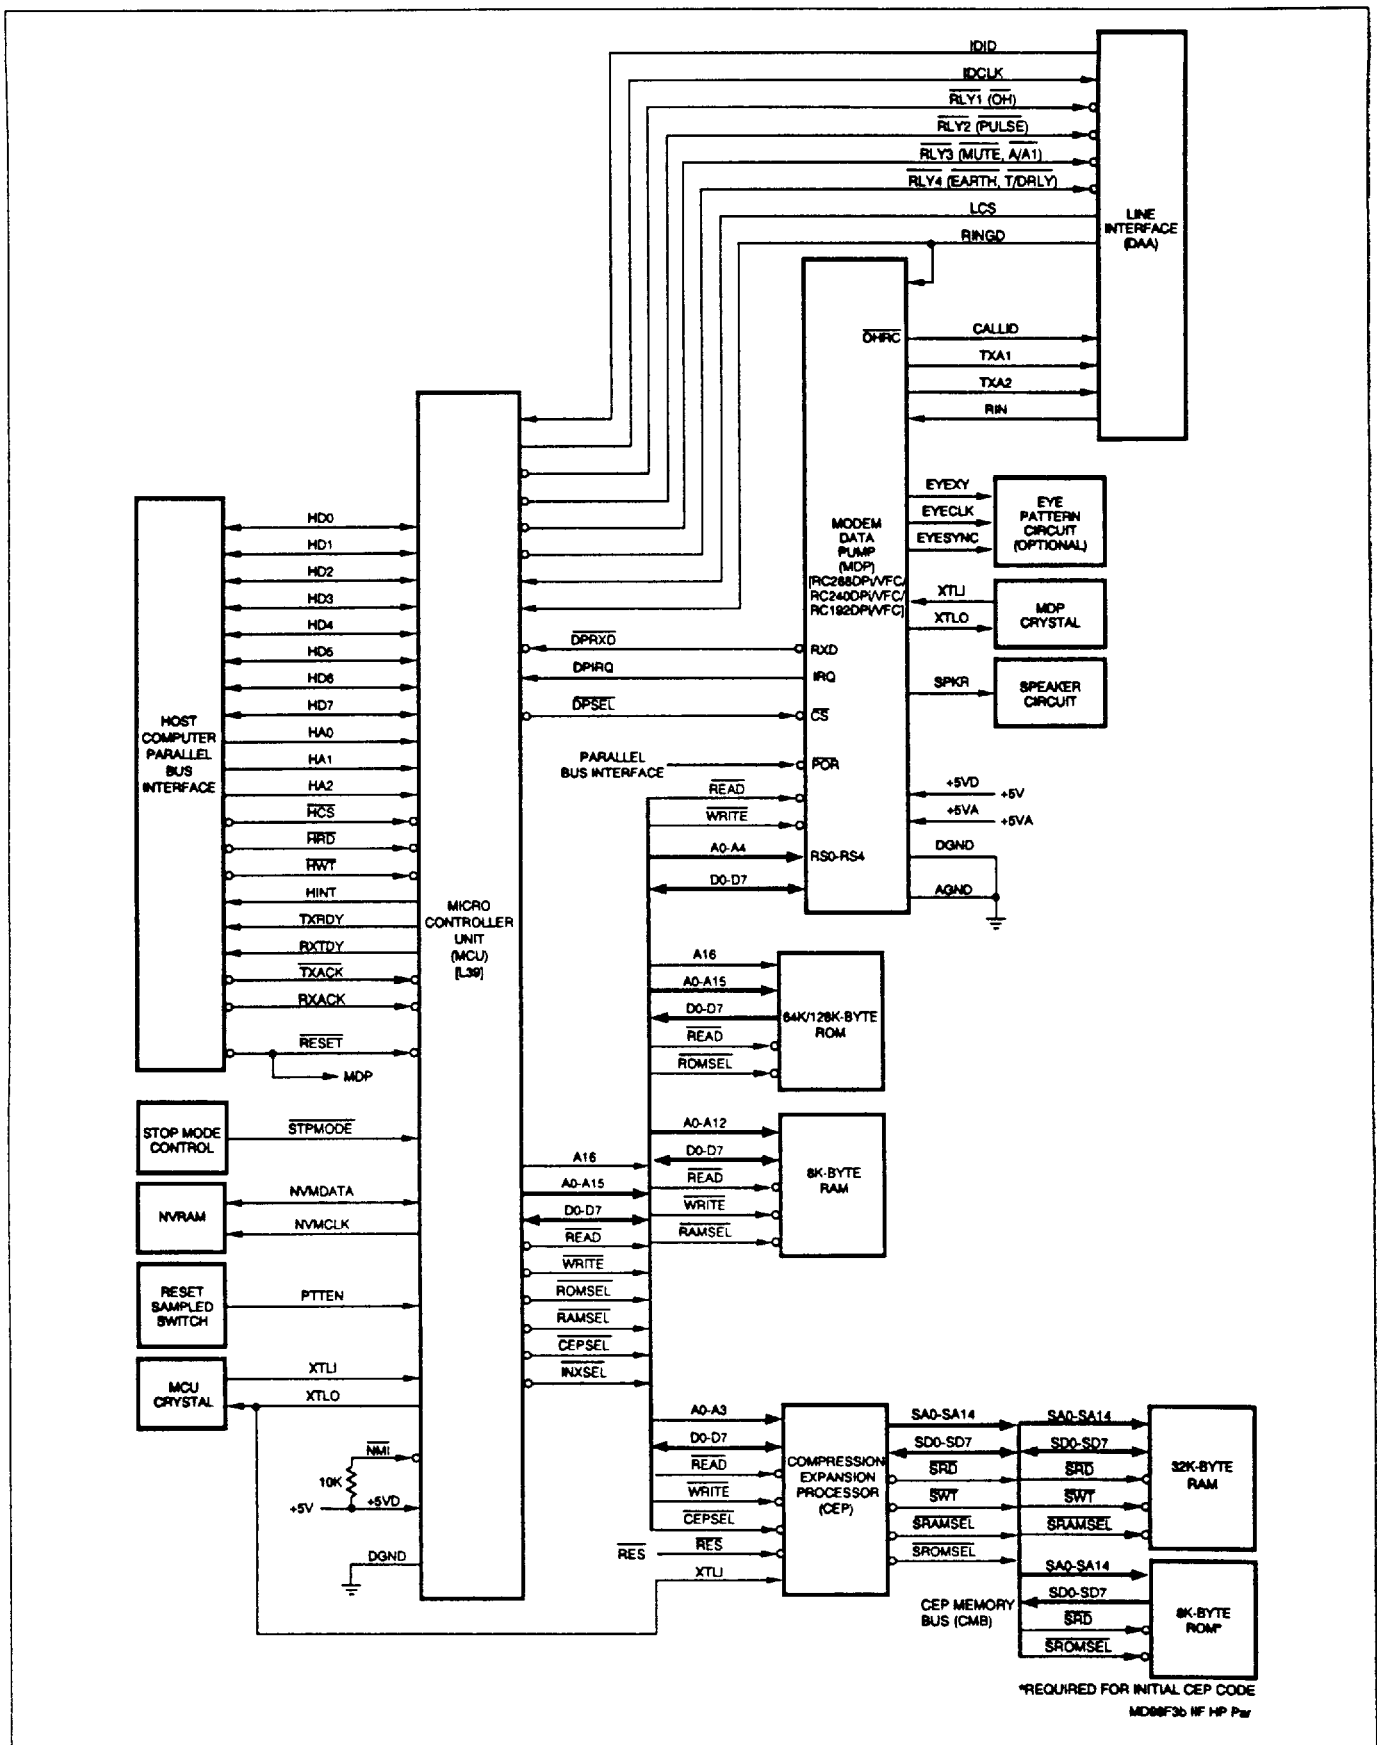 IDID
IDCLK
RLY1 (OH)
RLY2 (PULSE)
RLY3 (MUTE, A/A1)
RLY4 (EARTH, T/DRLY)
LCS
RINGD
LINE
INTERFACE
(DAA)
OHRC
CALLID
TXA1
TXA2
RIN
MODEM
DATA
PUMP
(MDP)
[RC288DPi/VFC/
RC240DPi/VFC/
RC192DPi/VFC]
EYEXY
EYECLK
EYESYNC
EYE
PATTERN
CIRCUIT
(OPTIONAL)
XTLI
XTLO
MDP
CRYSTAL
SPKR
SPEAKER
CIRCUIT
DPRXD
RXD
DPIRQ
IRQ
DPSEL
CS
PARALLEL
BUS INTERFACE
POR
READ
WRITE
A0-A4
RS0-RS4
D0-D7
+5VD
+5V
+5VA
+5VA
DGND
AGND
HOST
COMPUTER
PARALLEL
BUS
INTERFACE
HD0
HD1
HD2
HD3
HD4
HD5
HD6
HD7
HA0
HA1
HA2
HCS
HRD
HWT
HINT
TXRDY
RXTDY
TXACK
RXACK
RESET
MDP
MICRO
CONTROLLER
UNIT
(MCU)
[L39]
STOP MODE
CONTROL
STPMODE
NVRAM
NVMDATA
NVMCLK
RESET
SAMPLED
SWITCH
PTTEN
MCU
CRYSTAL
XTLI
XTLO
NMI
10K
+5V
+5VD
DGND
A16
A0-A15
D0-D7
READ
WRITE
ROMSEL
RAMSEL
CEPSEL
INXSEL
A16
A0-A15
D0-D7
READ
ROMSEL
64K/128K-BYTE
ROM
A0-A12
D0-D7
READ
WRITE
RAMSEL
8K-BYTE
RAM
A0-A3
D0-D7
READ
WRITE
CEPSEL
RES
RES
XTLI
COMPRESSION
EXPANSION
PROCESSOR
(CEP)
SA0-SA14
SD0-SD7
SRD
SWT
SRAMSEL
SROMSEL
SA0-SA14
SD0-SD7
SRD
SWT
SRAMSEL
32K-BYTE
RAM
CEP MEMORY
BUS (CMB)
SA0-SA14
SD0-SD7
SRD
SROMSEL
8K-BYTE
ROM*
*REQUIRED FOR INITIAL CEP CODE
MD98F3b I/F HP Par